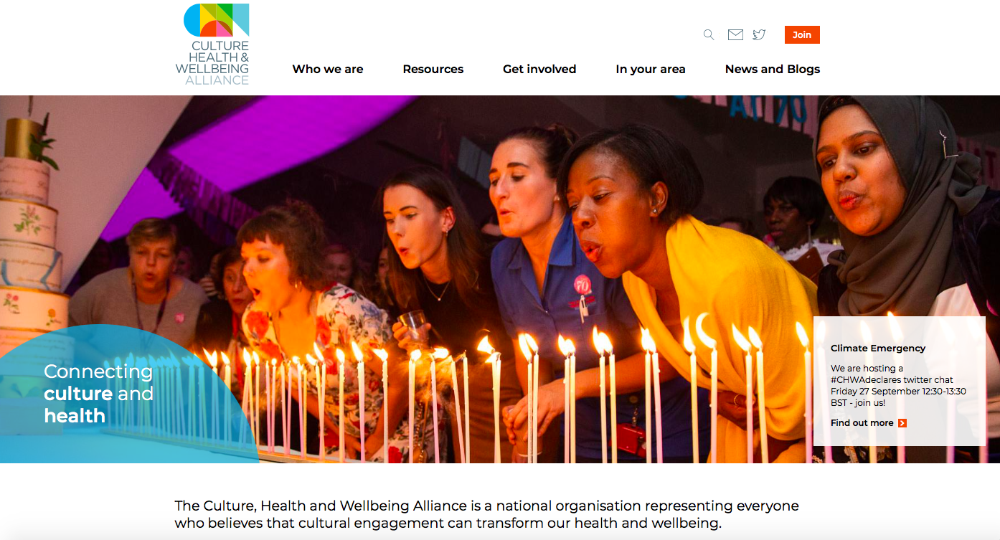 CULTURE
HEALTH &
WELLBEING
ALLIANCE
Join
Who we are
Resources
Get involved
In your area
News and Blogs
AT 70
70
Connecting
culture and
health
Climate Emergency
We are hosting a
#CHWAdeclares twitter chat
Friday 27 September 12:30-13:30
BST - join us!
Find out more
The Culture, Health and Wellbeing Alliance is a national organisation representing everyone
who believes that cultural engagement can transform our health and wellbeing.